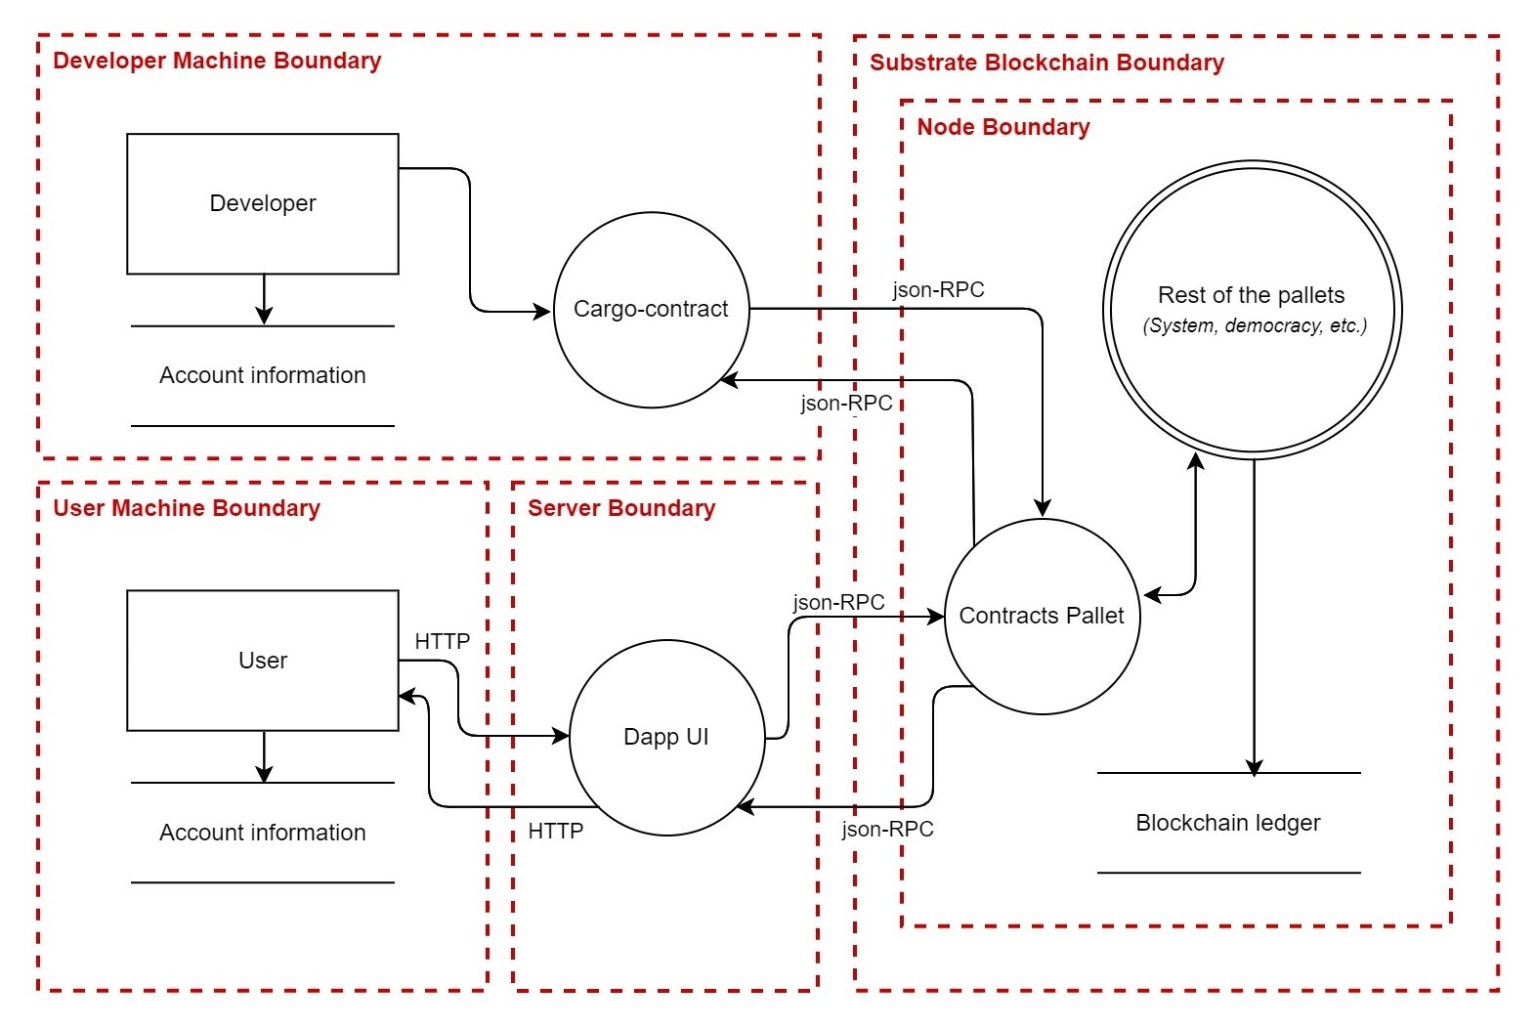 Developer Machine Boundary
Developer
Account information
Cargo-contract
json-RPC
json-RPC
User Machine Boundary
User
Account information
HTTP
HTTP
Server Boundary
Dapp UI
json-RPC
json-RPC
Substrate Blockchain Boundary
Node Boundary
Rest of the pallets
(System, democracy, etc.)
Contracts Pallet
Blockchain ledger